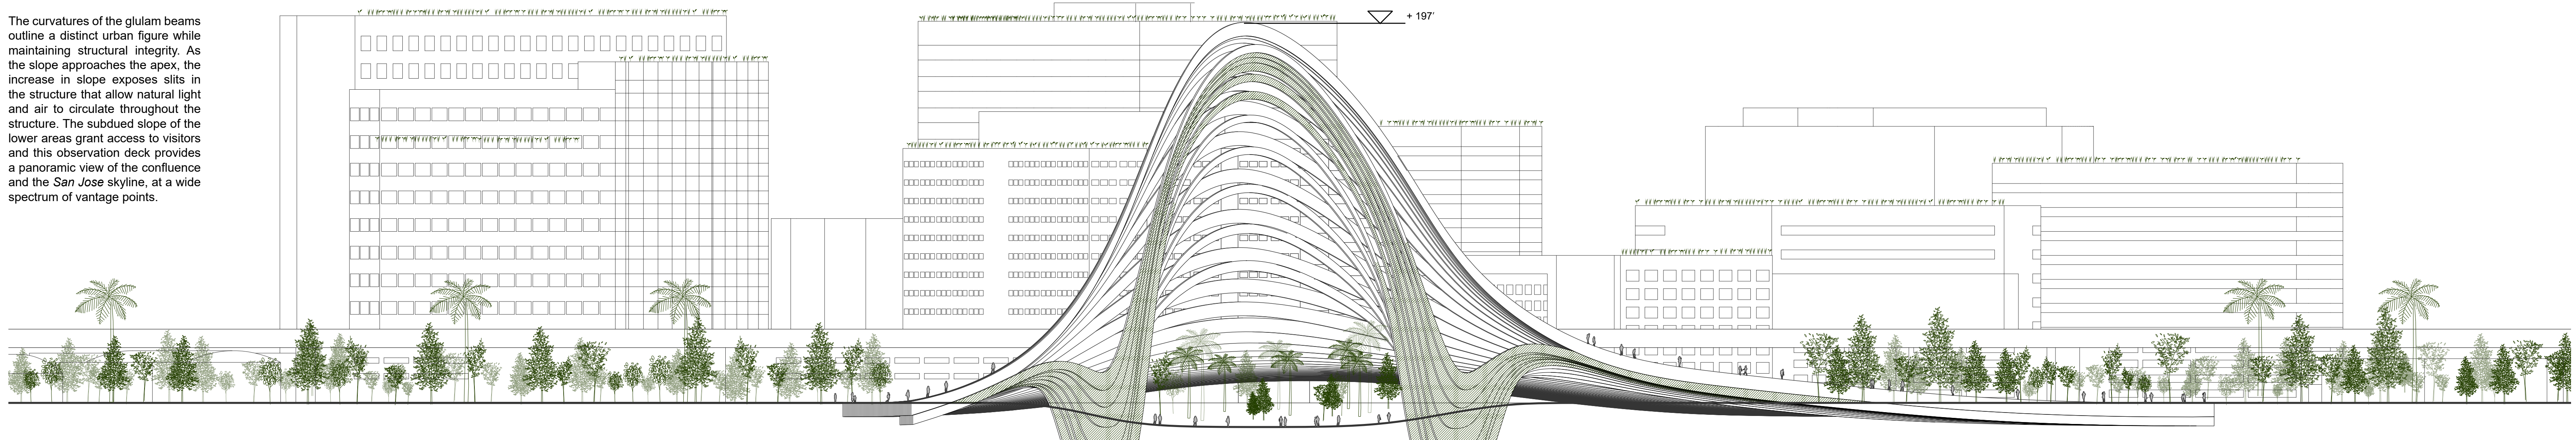 The curvatures of the glulam beams
outline a distinct urban figure while
maintaining structural integrity. As
the slope approaches the apex, the
increase in slope exposes slits in
the structure that allow natural light
and air to circulate throughout the
structure. The subdued slope of the
lower areas grant access to visitors
and this observation deck provides
a panoramic view of the confluence
and the San Jose skyline, at a wide
spectrum of vantage points.
+ 197'